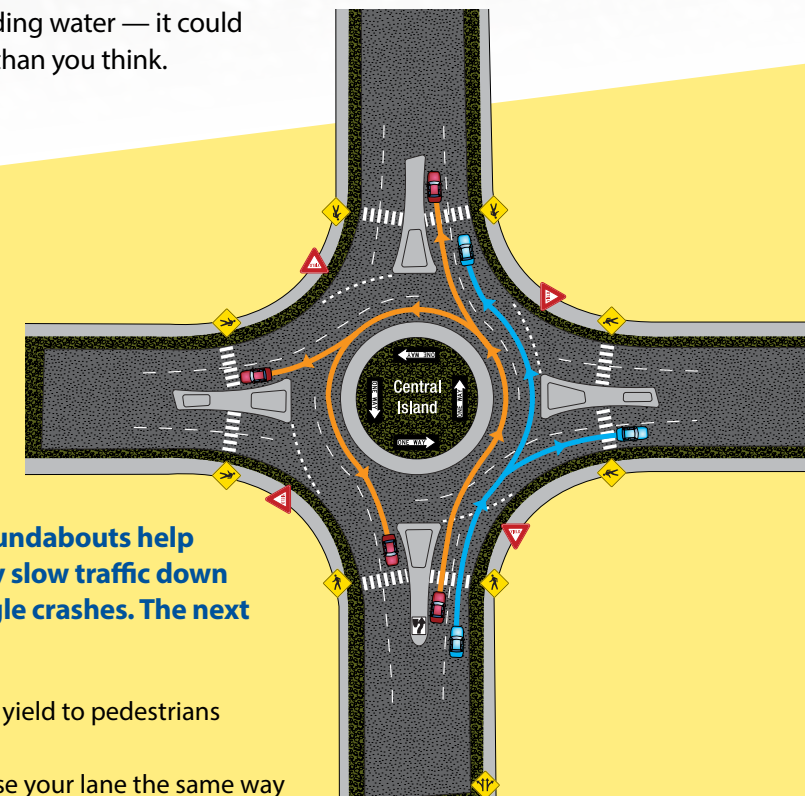 ding water — it could
than you think.
ONE WAY
ONE WAY
Central
Island
ONE WAY
ONE WAY
undabouts help
y slow traffic down
gle crashes. The next
yield to pedestrians
se your lane the same way